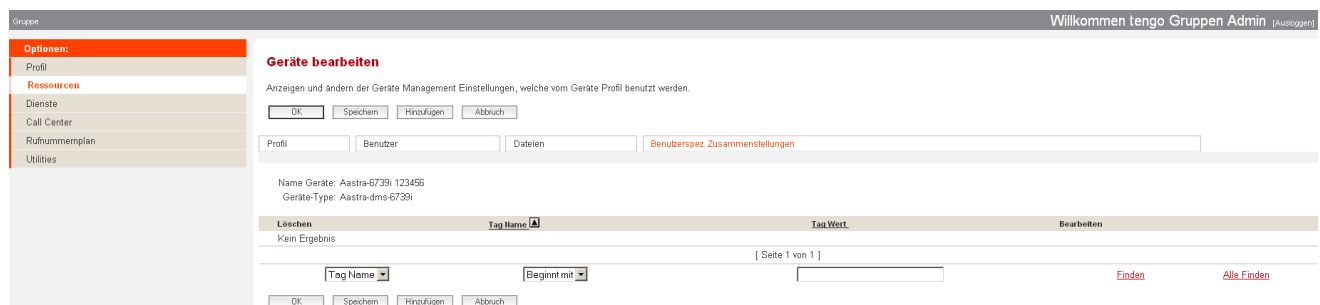 Gruppe Willkommen tengo Gruppen Admin [Ausloggen]
Optionen:
Profil
Ressourcen
Dienste
Call Center
Rufnummernplan
Utilities
Geräte bearbeiten
Anzeigen und ändern der Geräte Management Einstellungen, welche vom Geräte Profil benutzt werden.
OK Speichern Hinzufügen Abbruch
Profil Benutzer Dateien Benutzerspez. Zusammenstellungen
Name Geräte: Aastra-6739i 123456
Geräte-Type: Aastra-dms-6739i
Löschen Tag Name Tag Wert Bearbeiten
Kein Ergebnis
[ Seite 1 von 1 ]
Tag Name Beginnt mit Finden Alle Finden
OK Speichern Hinzufügen Abbruch